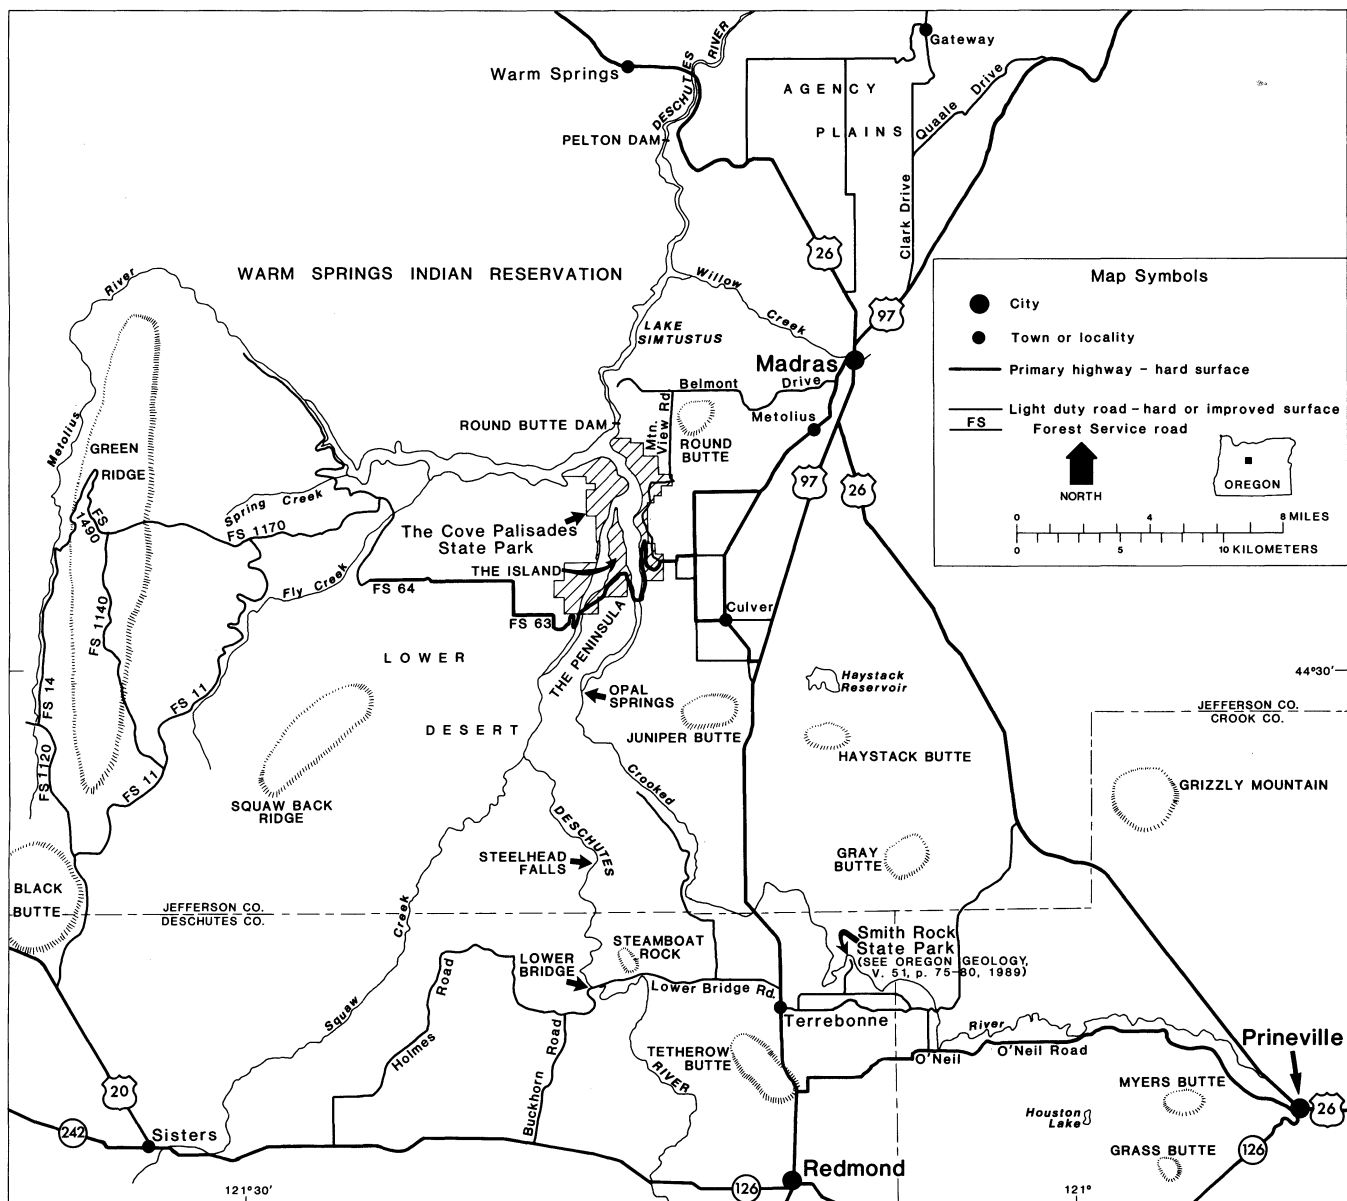 DESCHUTES
RIVER
Gateway
Warm Springs
AGENCY
PLAINS
Quaale Drive
PELTON DAM
Clark Drive
26
WARM SPRINGS INDIAN RESERVATION
Willow
Creek
River
97
LAKE
SIMTUSTUS
Madras
Map Symbols
City
Town or locality
Primary highway - hard surface
Light duty road - hard or improved surface
FS
Forest Service road
NORTH
OREGON
0 4 8 MILES
0 5 10 KILOMETERS
Belmont Drive
Metolius
Mtn.
View Rd.
ROUND
BUTTE
ROUND BUTTE DAM
Metolius
GREEN
RIDGE
97
26
Spring Creek
FS
1490
FS 1170
The Cove Palisades
State Park
THE ISLAND
Fly Creek
FS 64
FS 63
FS 1140
Culver
THE PENINSULA
LOWER
DESERT
OPAL
SPRINGS
Haystack
Reservoir
44°30'
FS 14
FS 11
JUNIPER BUTTE
HAYSTACK BUTTE
JEFFERSON CO.
CROOK CO.
FS 1120
FS 11
SQUAW BACK
RIDGE
Crooked
GRIZZLY MOUNTAIN
DESCHUTES
STEELHEAD
FALLS
GRAY
BUTTE
BLACK
BUTTE
JEFFERSON CO.
DESCHUTES CO.
Creek
Squaw
STEAMBOAT
ROCK
Smith Rock
State Park
(SEE OREGON GEOLOGY,
V. 51, p. 75-80, 1989)
LOWER
BRIDGE
Lower Bridge Rd.
Holmes Road
Terrebonne
River
O'Neil
O'Neil Road
Prineville
TETHEROW
BUTTE
RIVER
Buckhorn Road
MYERS BUTTE
Houston
Lake
26
20
242
Sisters
GRASS BUTTE
126
Redmond
126
121°30'
121°